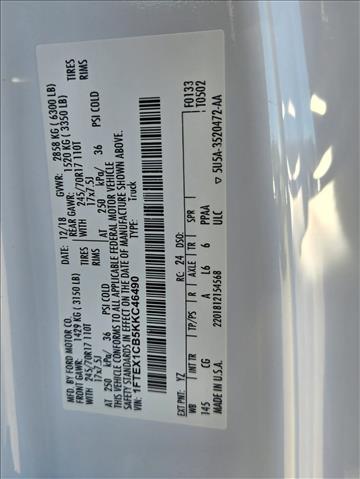 MFD. BY FORD MOTOR CO.
12/18
GVWR: 2858 KG ( 6300 LB)
FRONT GAWR: 1429 KG ( 3150 LB)
REAR GAWR: 1520 KG ( 3350 LB)
WITH 245/70R17 110T TIRES
WITH 245/70R17 110T TIRES
17x7.5J RIMS
17x7.5J RIMS
AT 250 kPa/ 36 PSI COLD
AT 250 kPa/ 36 PSI COLD
THIS VEHICLE CONFORMS TO ALL APPLICABLE FEDERAL MOTOR VEHICLE
SAFETY STANDARDS IN EFFECT ON THE DATE OF MANUFACTURE SHOWN ABOVE.
VIN: 1FTEX1CB5KKC46490
TYPE: Truck
F0133
T0502
EXT PNT: YZ RC: 24 DSO:
WB INT TR TP/PS R AXLE TR SPR
145 CG A L6 6 PPAA
2201812154568 ULC
MADE IN U.S.A.
5U5A-3520472-AA